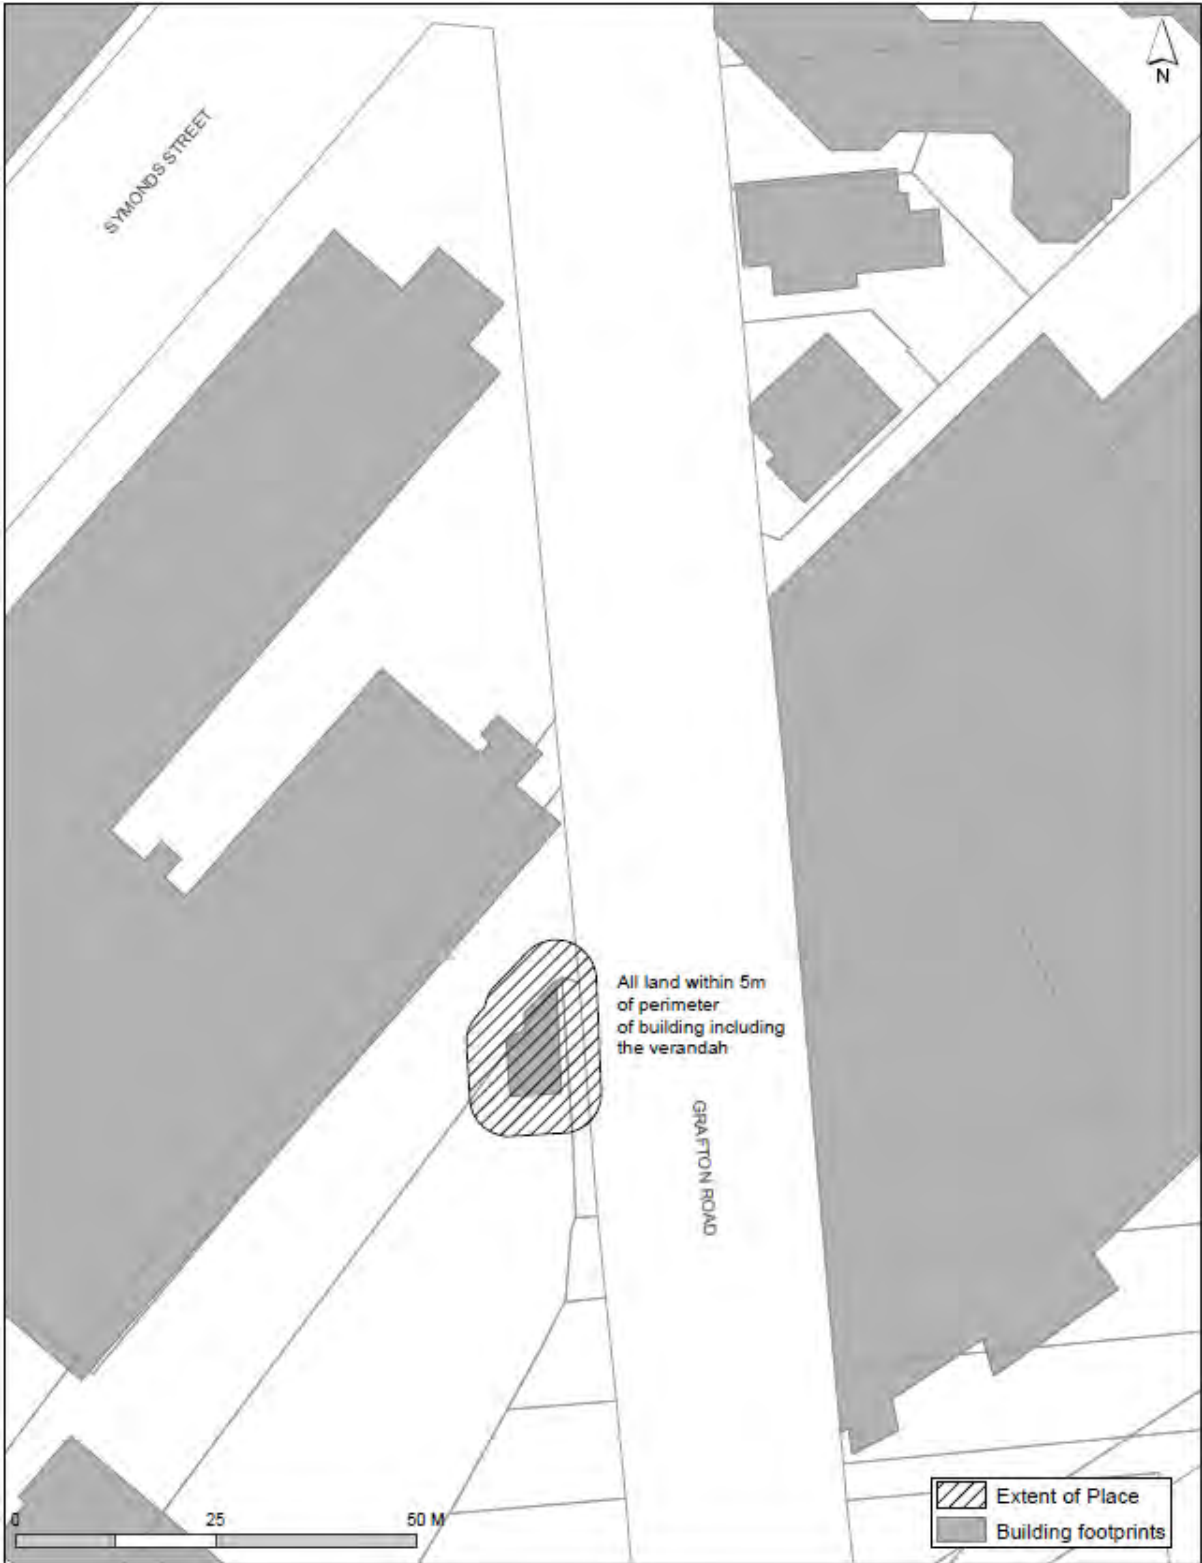 N
SYMONDS STREET
All land within 5m
of perimeter
of building including
the verandah
GRAFTON ROAD
0 25 50 M
Extent of Place
Building footprints